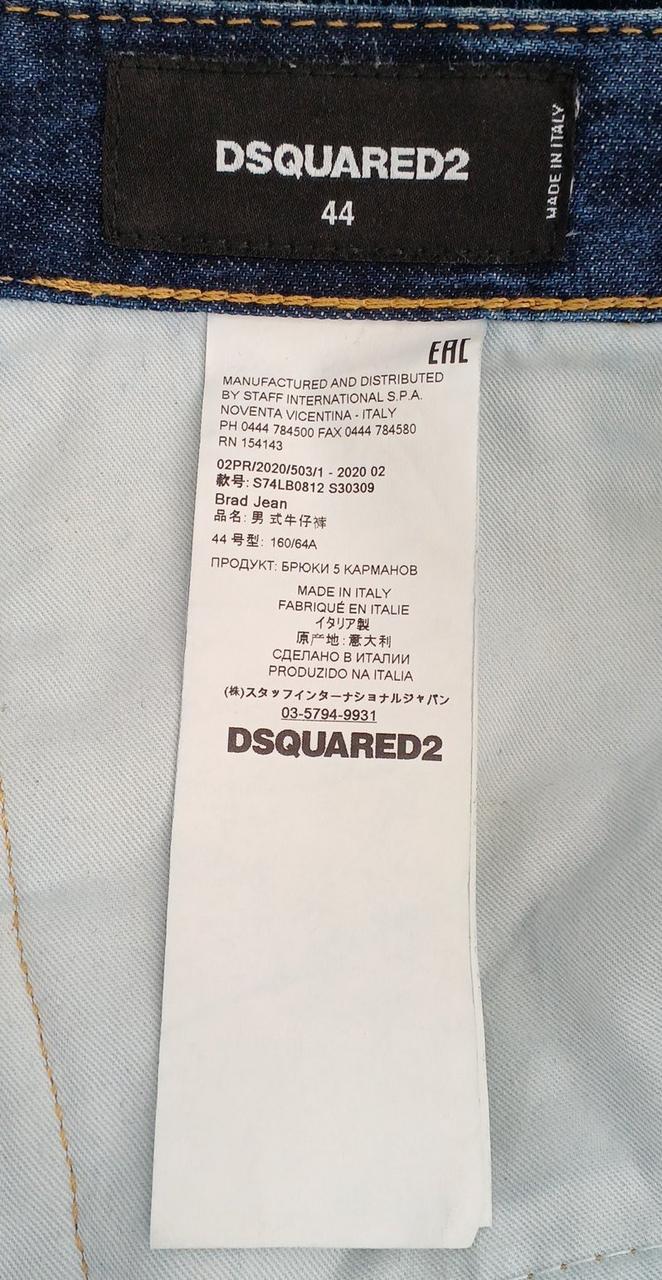 DSQUARED2
44
MADE IN ITALY
EAC
MANUFACTURED AND DISTRIBUTED
BY STAFF INTERNATIONAL S.P.A.
NOVENTA VICENTINA - ITALY
PH 0444 784500 FAX 0444 784580
RN 154143
02PR/2020/503/1 - 2020 02
款号: S74LB0812 S30309
Brad Jean
品名: 男 式牛仔裤
44 号型: 160/64A
ПРОДУКТ: БРЮКИ 5 КАРМАНОВ
MADE IN ITALY
FABRIQUÉ EN ITALIE
イタリア製
原产地: 意大利
СДЕЛАНО В ИТАЛИИ
PRODUZIDO NA ITALIA
(株)スタッフインターナショナルジャパン
03-5794-9931
DSQUARED2